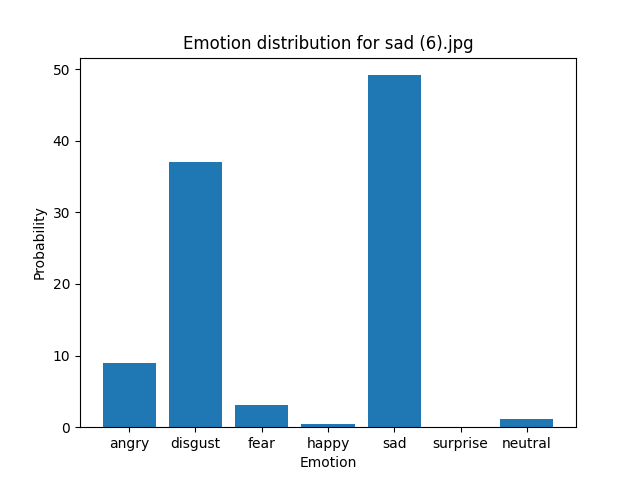 Emotion distribution for sad (6).jpg
50
40
30
20
10
0
Probability
angry disgust fear happy sad surprise neutral
Emotion